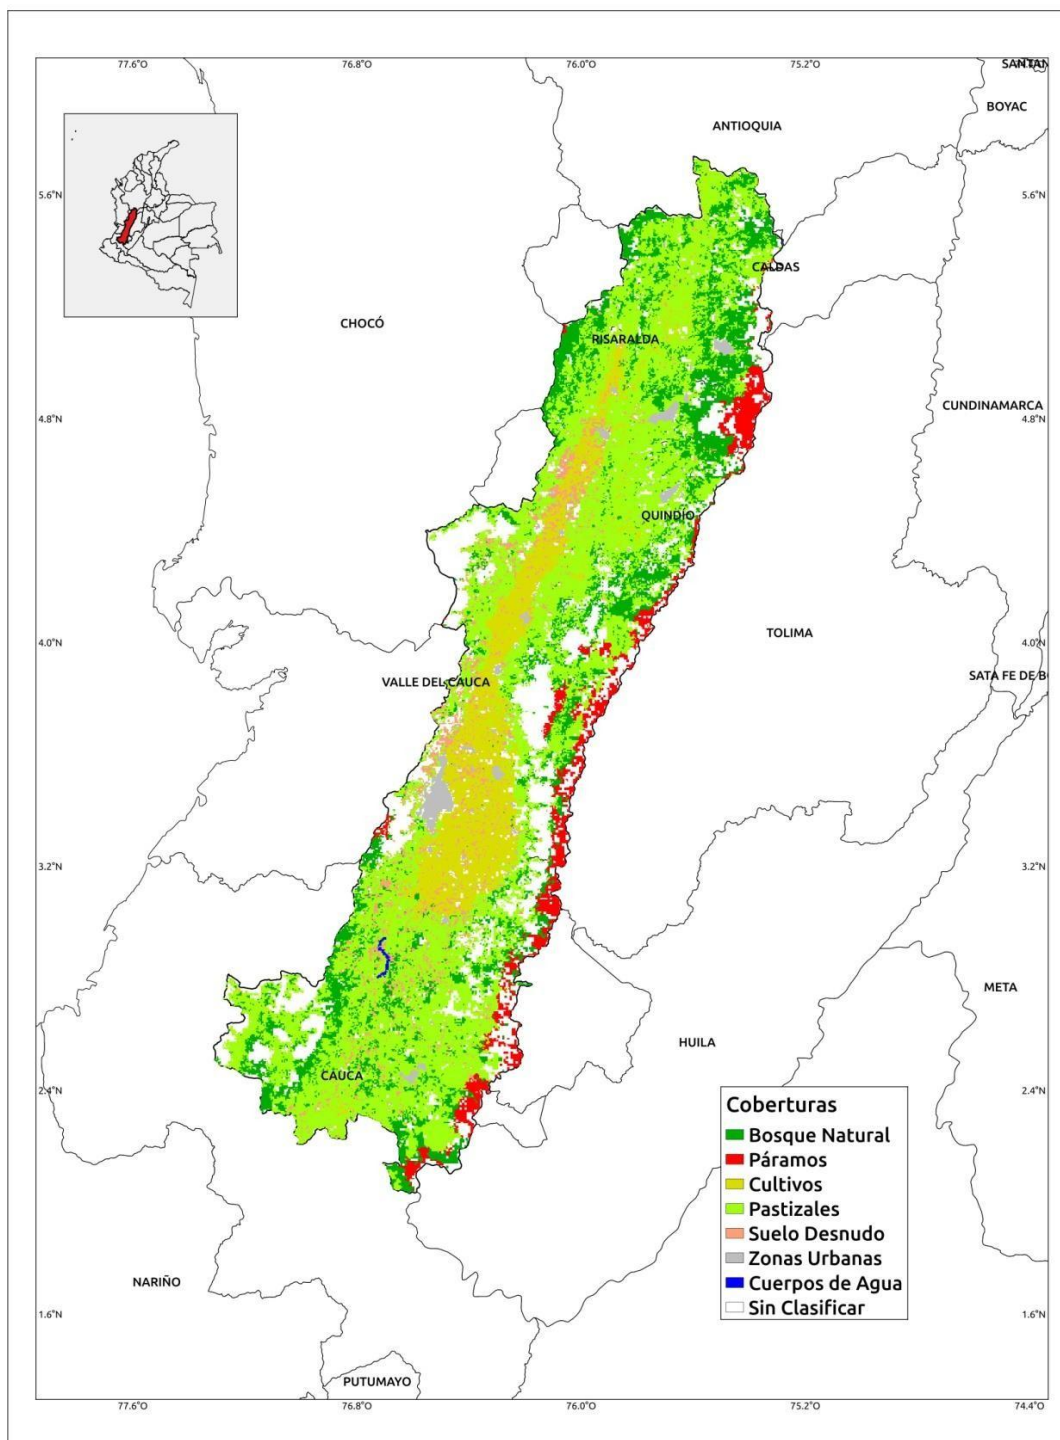 77.6°O 76.8°O 76.0°O 75.2°O
BOYAC
ANTIOQUIA
5.6°N 5.6°N
CALDAS
CHOCÓ
RISARALDA
CUNDINAMARCA
4.8°N 4.8°N
QUINDÍO
TOLIMA
4.0°N 4.0°N
SATA FE DE B
VALLE DEL CAUCA
3.2°N 3.2°N
META
HUILA
CAUCA
2.4°N 2.4°N
Coberturas
Bosque Natural
Páramos
Cultivos
Pastizales
Suelo Desnudo
Zonas Urbanas
Cuerpos de Agua
Sin Clasificar
NARIÑO
1.6°N 1.6°N
PUTUMAYO
77.6°O 76.8°O 76.0°O 75.2°O 74.4°O